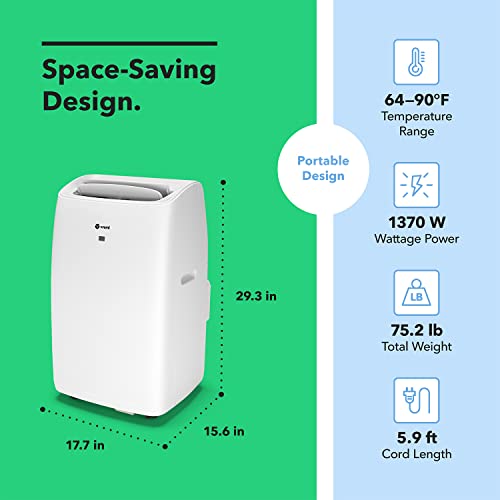 Space-Saving
Design.
Portable
Design
64–90°F
Temperature
Range
1370 W
Wattage Power
LB
75.2 lb
Total Weight
5.9 ft
Cord Length
29.3 in
15.6 in
17.7 in